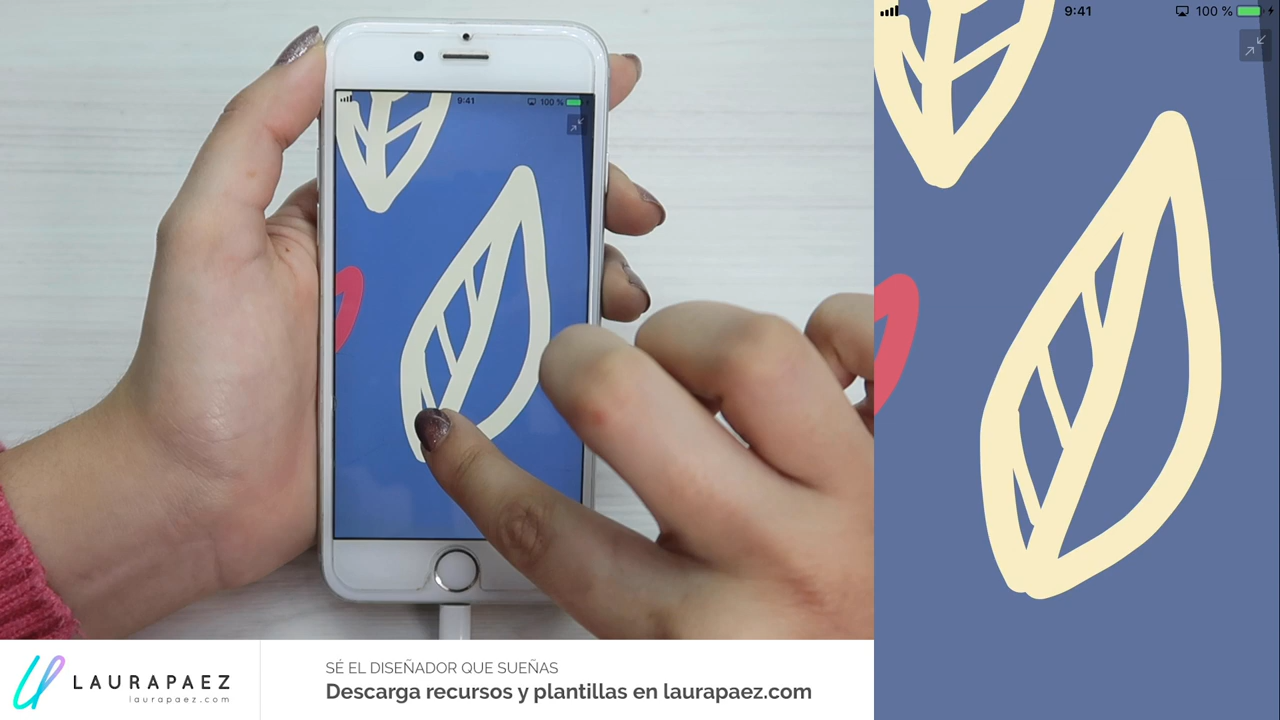 9:41
100 %
9:41
100 %
LAURAPAEZ
laurapaez.com
SÉ EL DISEÑADOR QUE SUEÑAS
Descarga recursos y plantillas en laurapaez.com